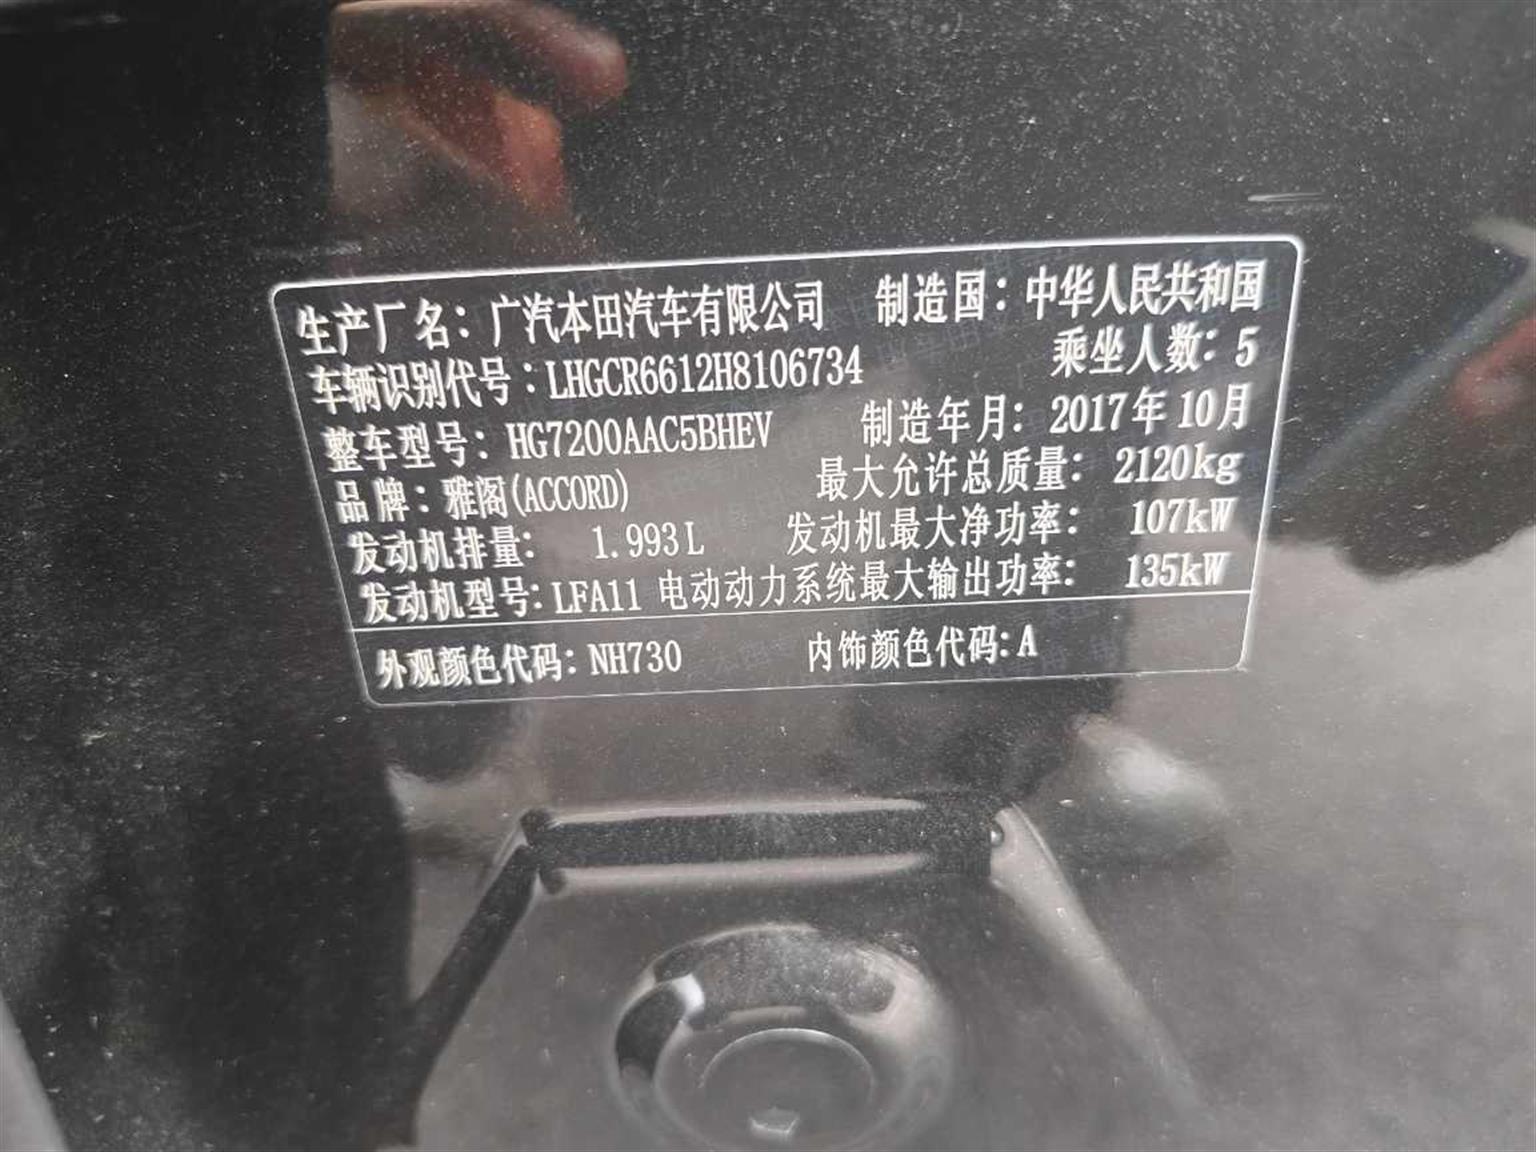 生产厂名：广汽本田汽车有限公司 制造国：中华人民共和国
车辆识别代号：LHGCR6612H8106734 乘坐人数：5
整车型号：HG7200AAC5BHEV 制造年月：2017年10月
品牌：雅阁(ACCORD) 最大允许总质量：2120kg
发动机排量：1.993L 发动机最大净功率：107kW
发动机型号：LFA11 电动动力系统最大输出功率：135kW
外观颜色代码：NH730 内饰颜色代码：A